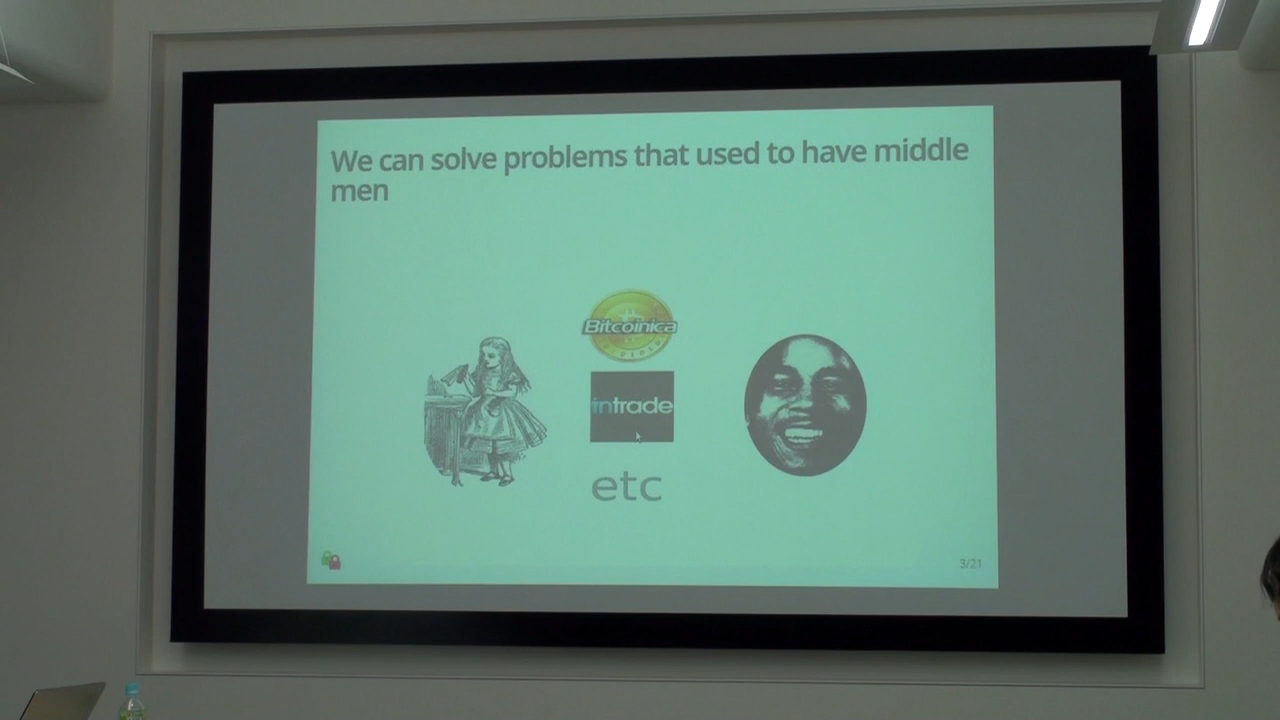 We can solve problems that used to have middle
men
Bitcoinica
intrade
etc
3/21